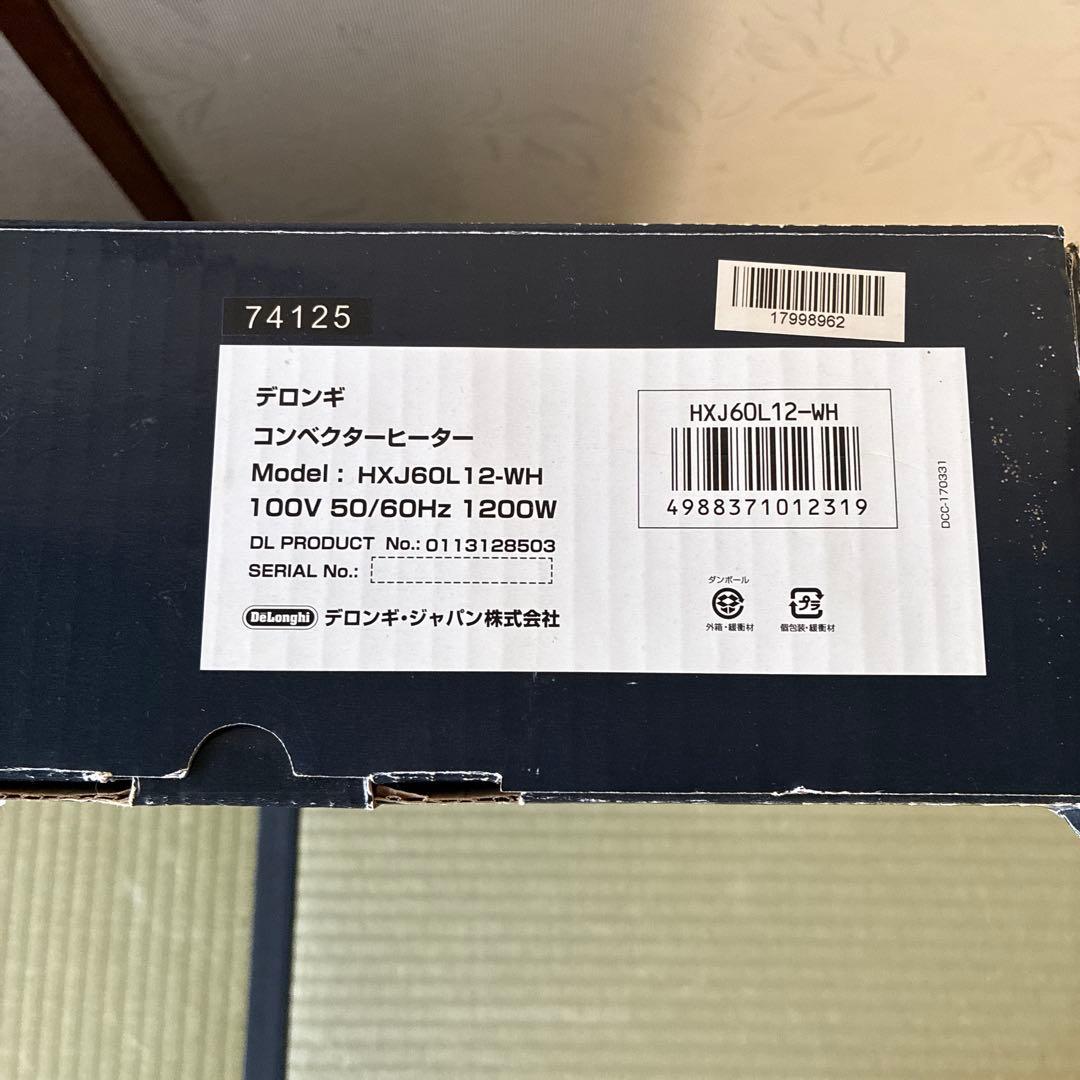 74125
17998962
デロンギ
コンベクターヒーター
Model : HXJ60L12-WH
100V 50/60Hz 1200W
DL PRODUCT No.: 0113128503
SERIAL No.:
DeLonghi デロンギ・ジャパン株式会社
HXJ60L12-WH
4988371012319
DCC-170331
ダンボール
外箱・緩衝材
プラ
個包装・緩衝材